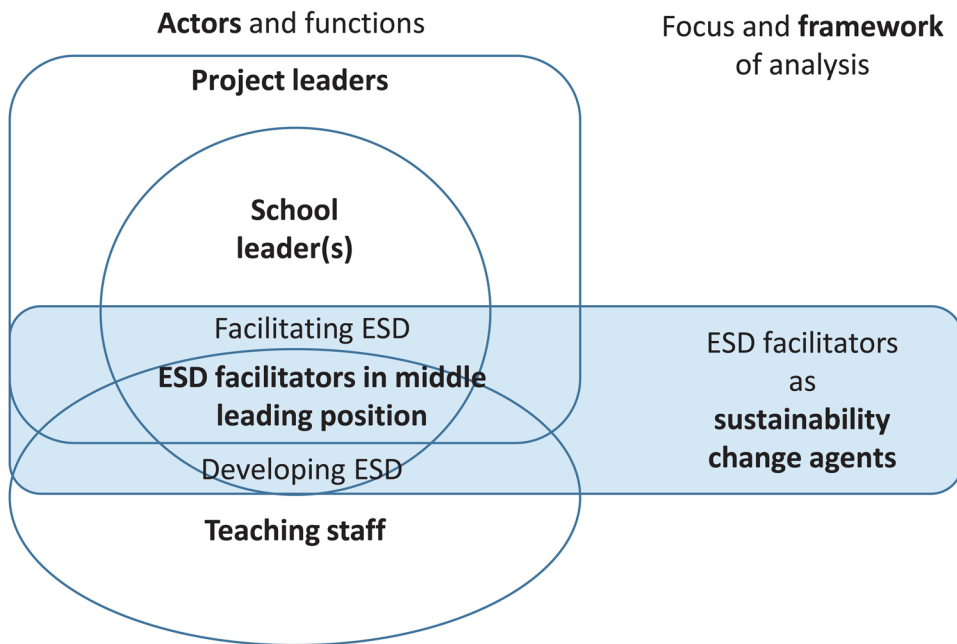 Actors and functions
Focus and framework
of analysis
Project leaders
School
leader(s)
Facilitating ESD
ESD facilitators in middle
leading position
Developing ESD
Teaching staff
ESD facilitators
as
sustainability
change agents